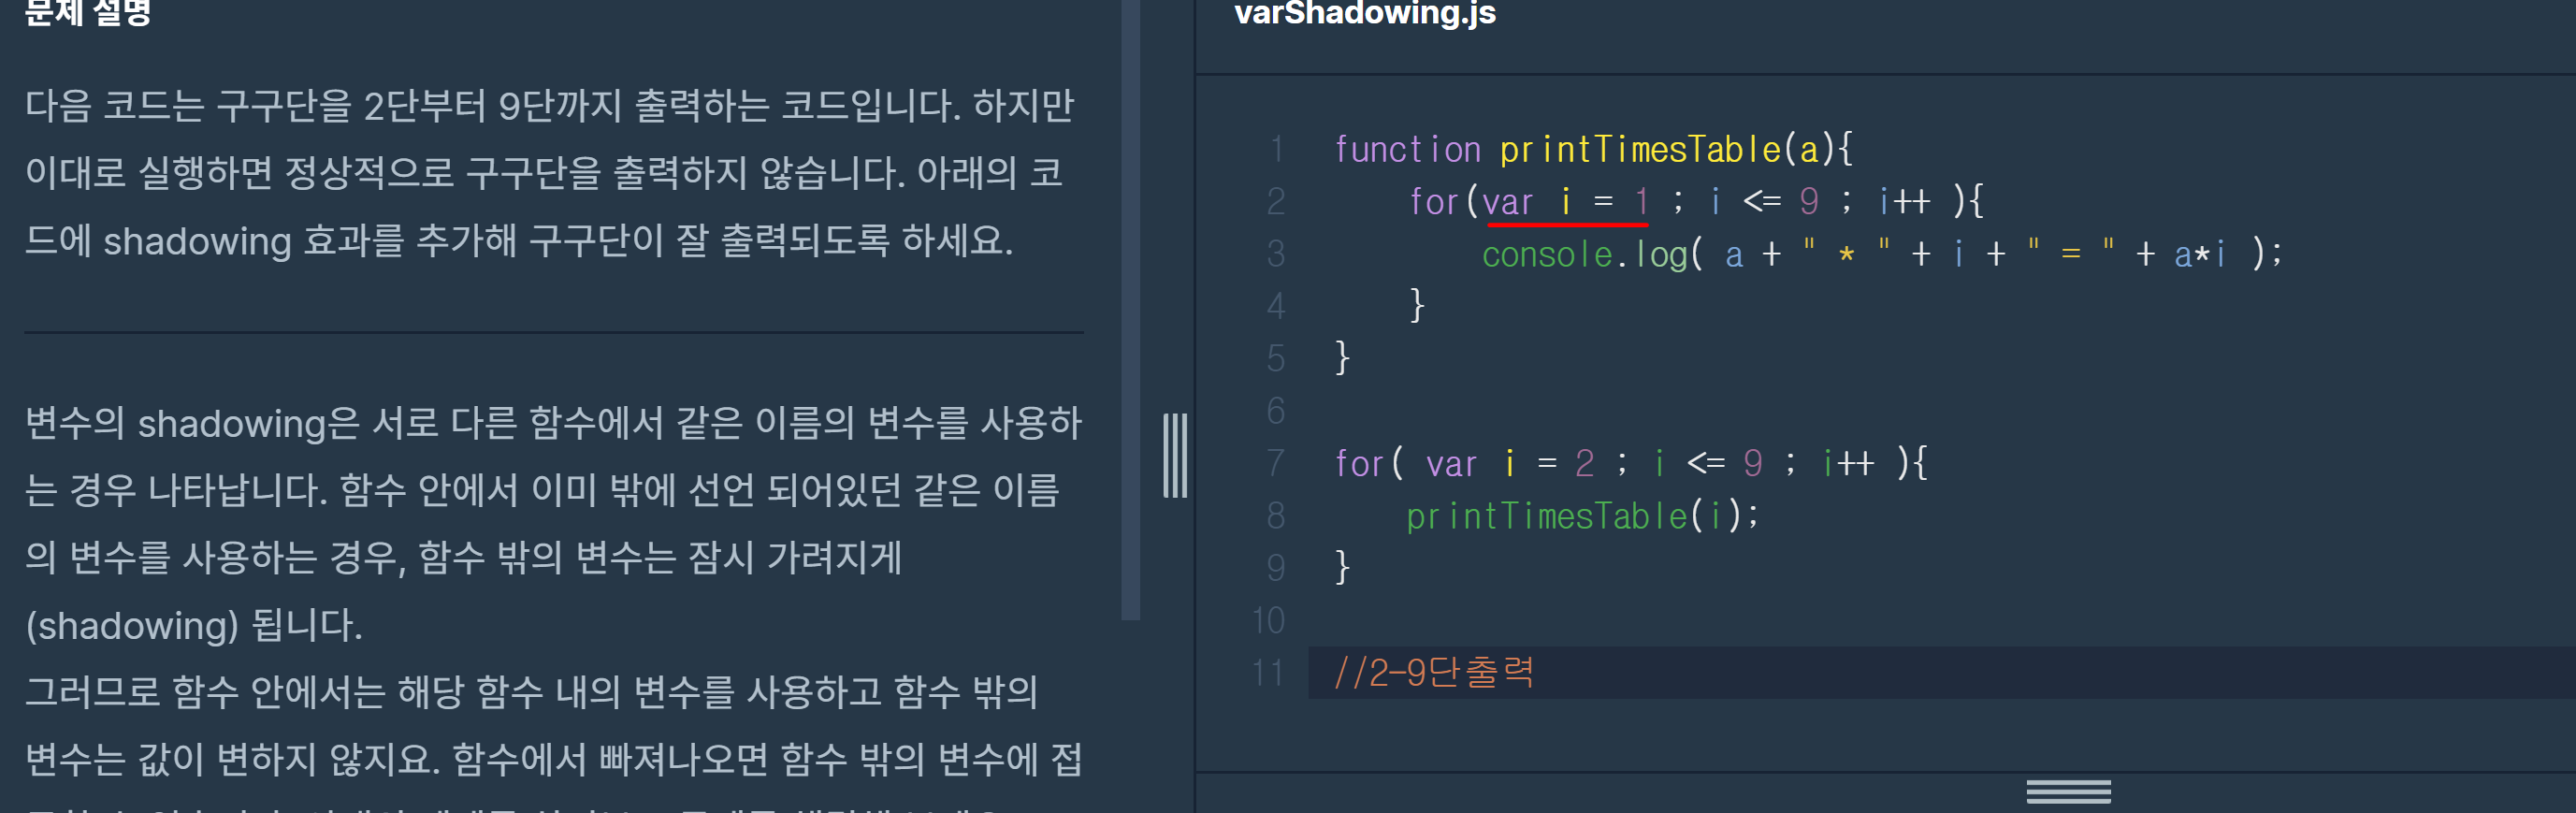 문제 설명
다음 코드는 구구단을 2단부터 9단까지 출력하는 코드입니다. 하지만
이대로 실행하면 정상적으로 구구단을 출력하지 않습니다. 아래의 코
드에 shadowing 효과를 추가해 구구단이 잘 출력되도록 하세요.
변수의 shadowing은 서로 다른 함수에서 같은 이름의 변수를 사용하
는 경우 나타납니다. 함수 안에서 이미 밖에 선언 되어있던 같은 이름
의 변수를 사용하는 경우, 함수 밖의 변수는 잠시 가려지게
(shadowing) 됩니다.
그러므로 함수 안에서는 해당 함수 내의 변수를 사용하고 함수 밖의
변수는 값이 변하지 않지요. 함수에서 빠져나오면 함수 밖의 변수에 접
varShadowing.js
1 function printTimesTable(a){
2 for(var i = 1 ; i <= 9 ; i++ ){
3 console.log( a + " * " + i + " = " + a*i );
4 }
5 }
6
7 for( var i = 2 ; i <= 9 ; i++ ){
8 printTimesTable(i);
9 }
10
11 //2-9단출력